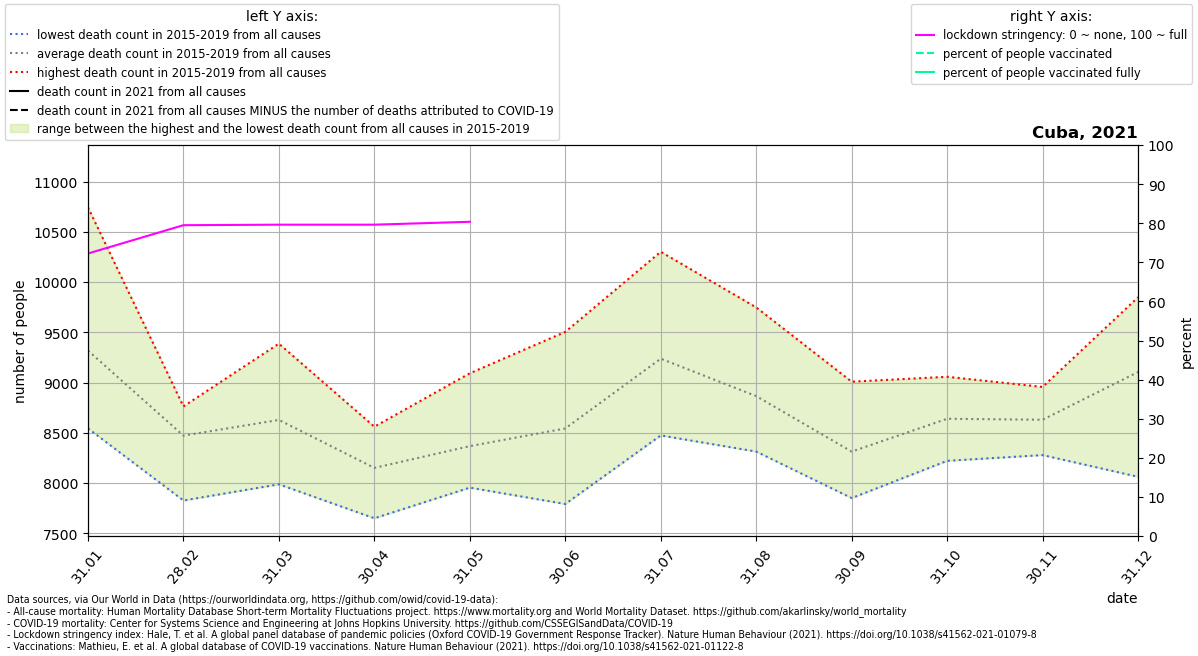 left Y axis:
lowest death count in 2015-2019 from all causes
average death count in 2015-2019 from all causes
highest death count in 2015-2019 from all causes
death count in 2021 from all causes
death count in 2021 from all causes MINUS the number of deaths attributed to COVID-19
range between the highest and the lowest death count from all causes in 2015-2019
right Y axis:
lockdown stringency: 0 ~ none, 100 ~ full
percent of people vaccinated
percent of people vaccinated fully
Cuba, 2021
number of people
11000
10500
10000
9500
9000
8500
8000
7500
100
90
80
70
60
50
40
30
20
10
0
percent
31.01
28.02
31.03
30.04
31.05
30.06
31.07
31.08
30.09
31.10
30.11
31.12
date
Data sources, via Our World in Data (https://ourworldindata.org, https://github.com/owid/covid-19-data):
- All-cause mortality: Human Mortality Database Short-term Mortality Fluctuations project. https://www.mortality.org and World Mortality Dataset. https://github.com/akarlinsky/world_mortality
- COVID-19 mortality: Center for Systems Science and Engineering at Johns Hopkins University. https://github.com/CSSEGISandData/COVID-19
- Lockdown stringency index: Hale, T. et al. A global panel database of pandemic policies (Oxford COVID-19 Government Response Tracker). Nature Human Behaviour (2021). https://doi.org/10.1038/s41562-021-01079-8
- Vaccinations: Mathieu, E. et al. A global database of COVID-19 vaccinations. Nature Human Behaviour (2021). https://doi.org/10.1038/s41562-021-01122-8